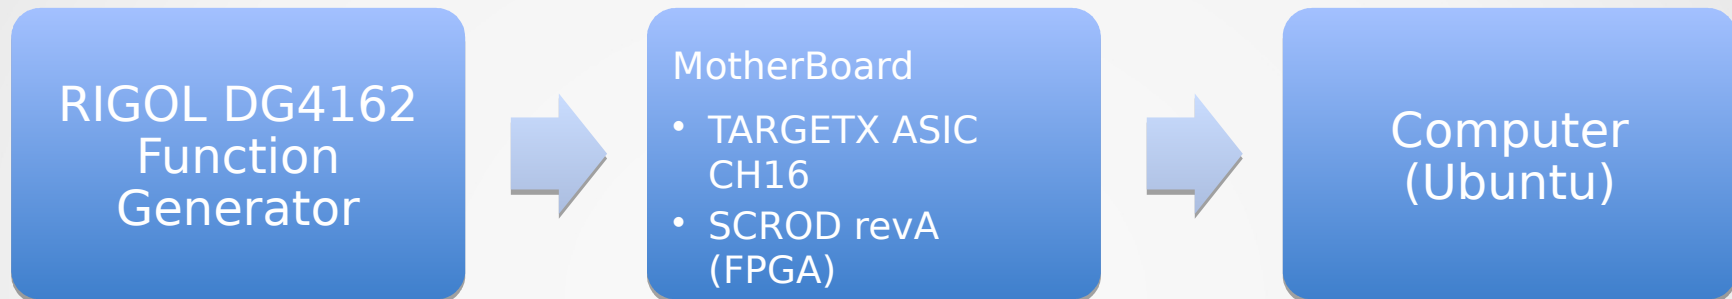 RIGOL DG4162
Function
Generator
MotherBoard
• TARGETX ASIC
CH16
• SCROD revA
(FPGA)
Computer
(Ubuntu)